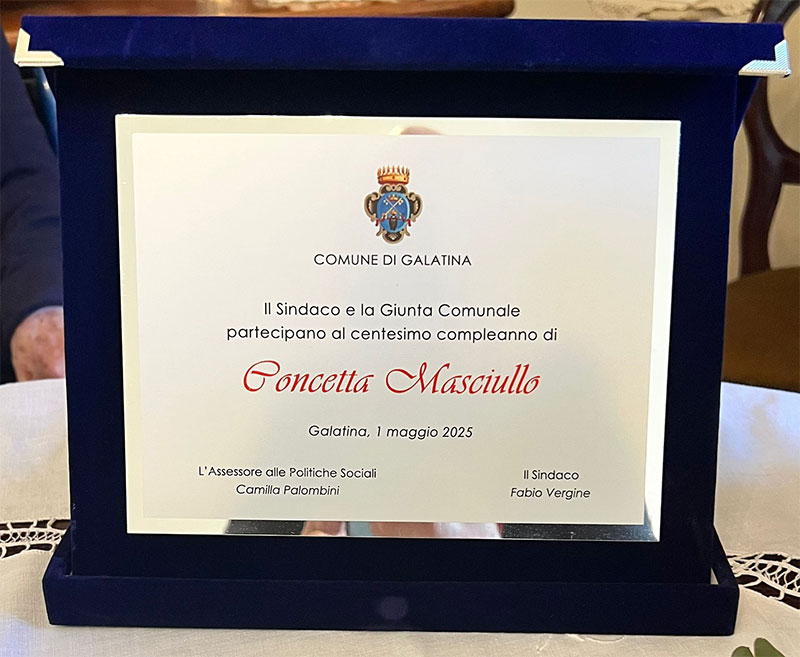 COMUNE DI GALATINA
Il Sindaco e la Giunta Comunale
partecipano al centesimo compleanno di
Concetta Masciullo
Galatina, 1 maggio 2025
L'Assessore alle Politiche Sociali
Camilla Palombini
Il Sindaco
Fabio Vergine